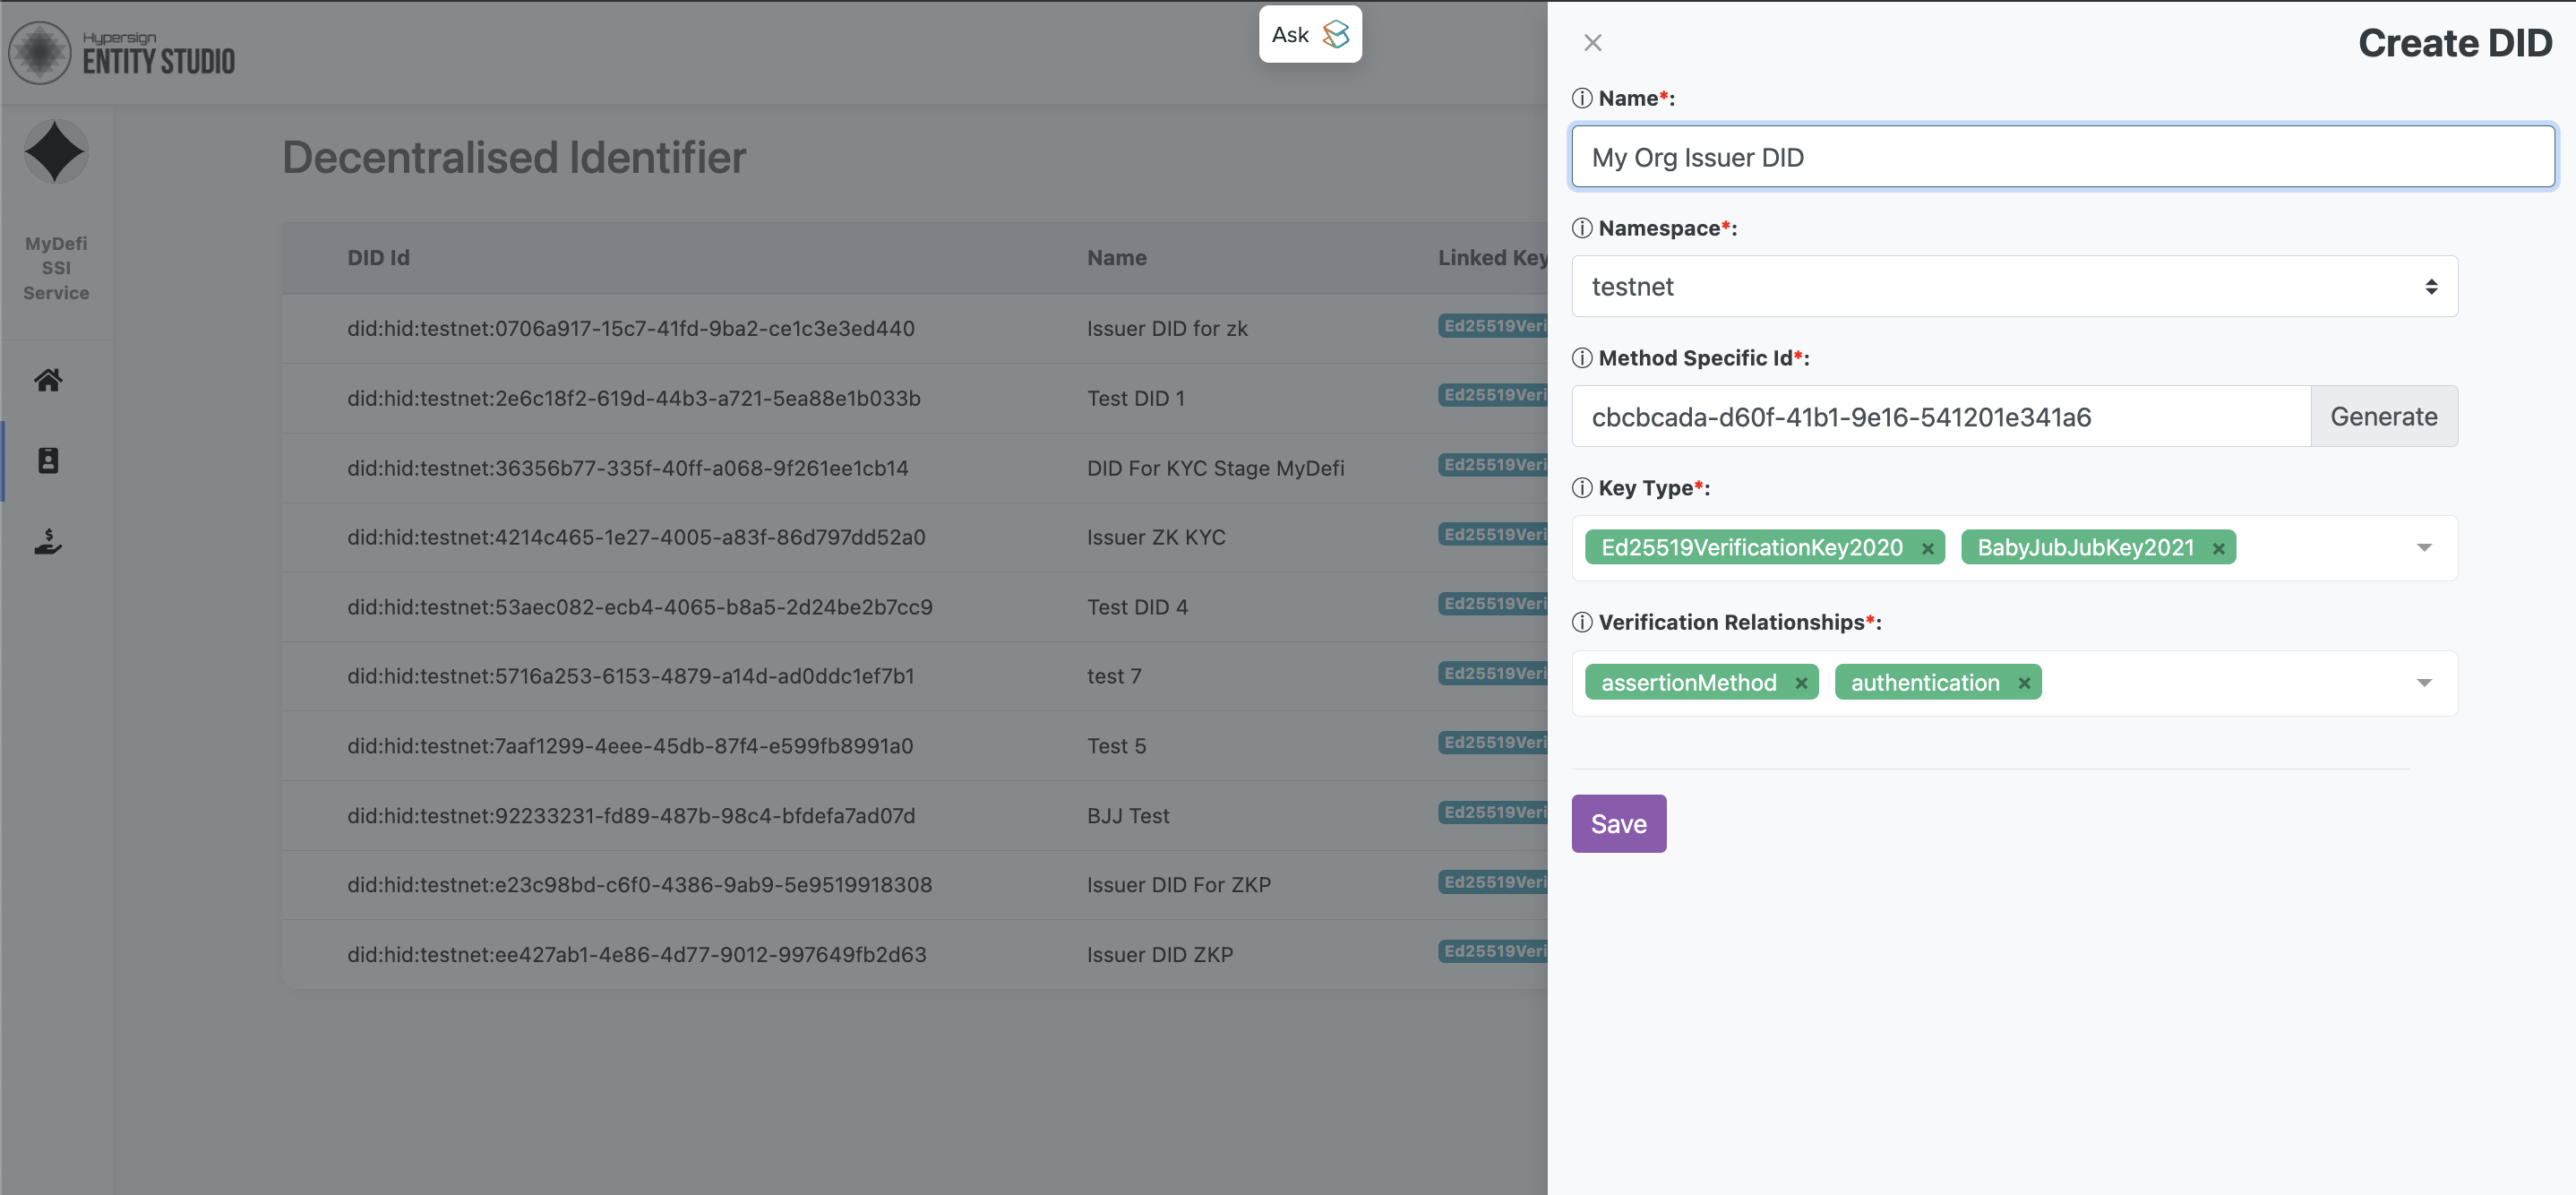 Hypersign
ENTITY STUDIO
Ask
MyDefi
SSI
Service
Decentralised Identifier
DID Id Name Linked Key
did:hid:testnet:0706a917-15c7-41fd-9ba2-ce1c3e3ed440 Issuer DID for zk Ed25519Veri
did:hid:testnet:2e6c18f2-619d-44b3-a721-5ea88e1b033b Test DID 1 Ed25519Veri
did:hid:testnet:36356b77-335f-40ff-a068-9f261ee1cb14 DID For KYC Stage MyDefi Ed25519Veri
did:hid:testnet:4214c465-1e27-4005-a83f-86d797dd52a0 Issuer ZK KYC Ed25519Veri
did:hid:testnet:53aec082-ecb4-4065-b8a5-2d24be2b7cc9 Test DID 4 Ed25519Veri
did:hid:testnet:5716a253-6153-4879-a14d-ad0ddc1ef7b1 test 7 Ed25519Veri
did:hid:testnet:7aaf1299-4eee-45db-87f4-e599fb8991a0 Test 5 Ed25519Veri
did:hid:testnet:92233231-fd89-487b-98c4-bfdefa7ad07d BJJ Test Ed25519Veri
did:hid:testnet:e23c98bd-c6f0-4386-9ab9-5e9519918308 Issuer DID For ZKP Ed25519Veri
did:hid:testnet:ee427ab1-4e86-4d77-9012-997649fb2d63 Issuer DID ZKP Ed25519Veri
Create DID
Name*:
My Org Issuer DID
Namespace*:
testnet
Method Specific Id*:
cbcbcada-d60f-41b1-9e16-541201e341a6 Generate
Key Type*:
Ed25519VerificationKey2020 × BabyJubJubKey2021 ×
Verification Relationships*:
assertionMethod × authentication ×
Save